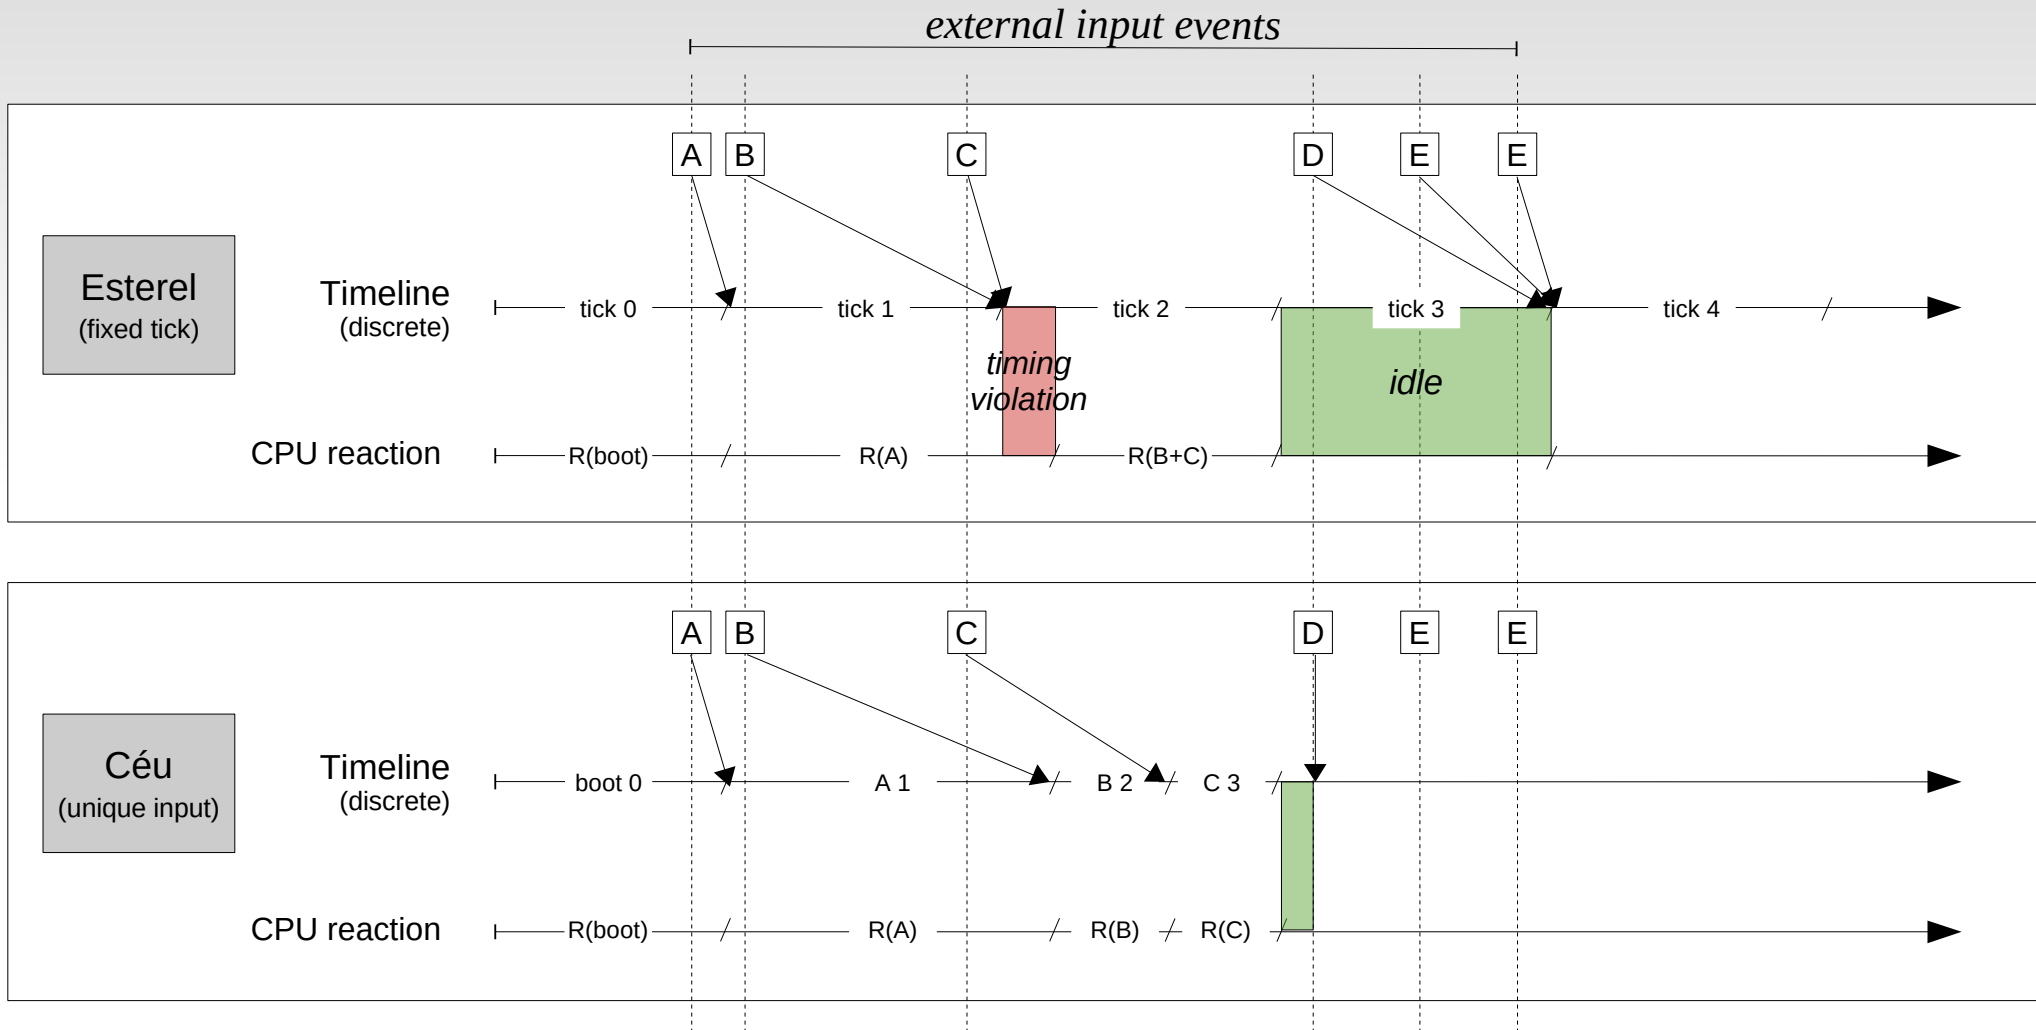 external input events
A B C D E E
Esterel
(fixed tick)
Timeline
(discrete)
tick 0 tick 1 tick 2 tick 3 tick 4
timing
violation
idle
CPU reaction
R(boot) R(A) R(B+C)
A B C D E E
Céu
(unique input)
Timeline
(discrete)
boot 0 A 1 B 2 C 3
CPU reaction
R(boot) R(A) R(B) R(C)